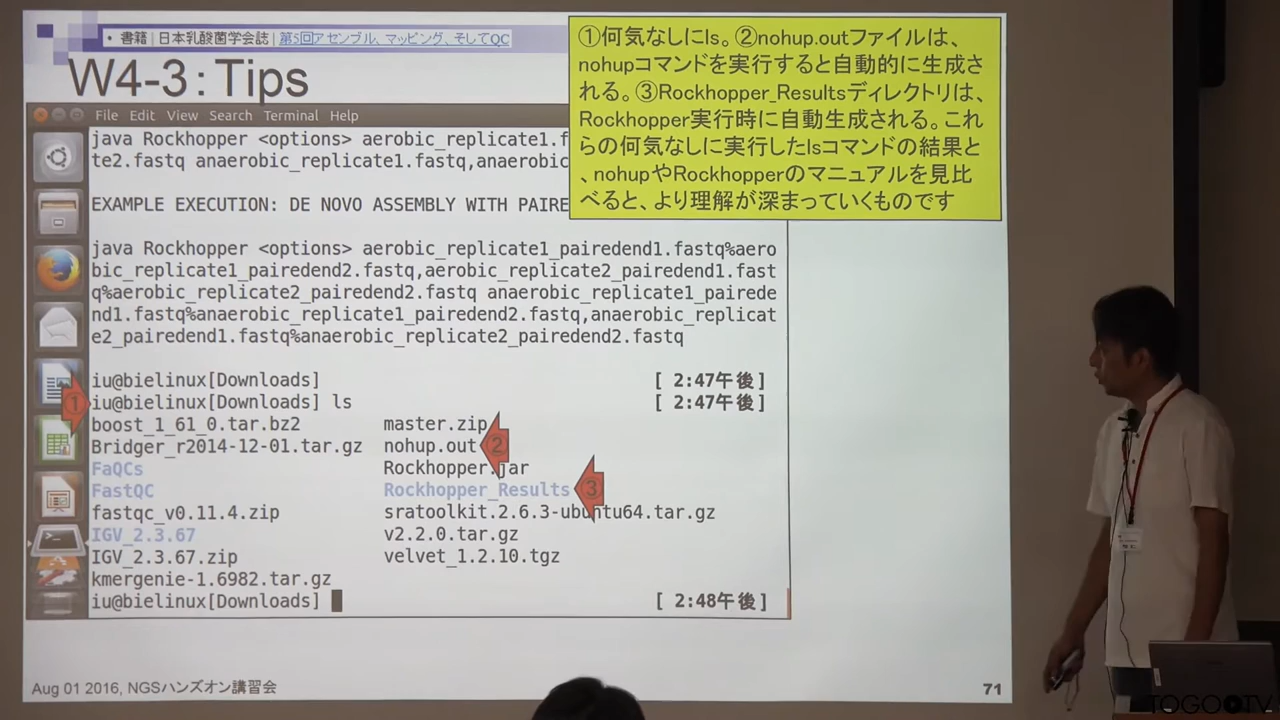 • 書籍 | 日本乳酸菌学会誌 | 第5回アセンブル、マッピング、そしてQC
W4-3：Tips
①何気なしにls。②nohup.outファイルは、
nohupコマンドを実行すると自動的に生成さ
れる。③Rockhopper_Resultsディレクトリは、
Rockhopper実行時に自動生成される。これ
らの何気なしに実行したlsコマンドの結果と
、nohupやRockhopperのマニュアルを見比
べると、より理解が深まっていくものです
File Edit View Search Terminal Help
java Rockhopper <options> aerobic_replicate1.f
te2.fastq anaerobic_replicate1.fastq,anaerobic
EXAMPLE EXECUTION: DE NOVO ASSEMBLY WITH PAIRE
java Rockhopper <options> aerobic_replicate1_pairedend1.fastq%aero
bic_replicate1_pairedend2.fastq,aerobic_replicate2_pairedend1.fast
q%aerobic_replicate2_pairedend2.fastq anaerobic_replicate1_pairede
nd1.fastq%anaerobic_replicate1_pairedend2.fastq,anaerobic_replicat
e2_pairedend1.fastq%anaerobic_replicate2_pairedend2.fastq
iu@bielinux[Downloads] [ 2:47午後]
① iu@bielinux[Downloads] ls [ 2:47午後]
boost_1_61_0.tar.bz2 master.zip
Bridger_r2014-12-01.tar.gz nohup.out ②
FaQCs Rockhopper.jar
FastQC Rockhopper_Results ③
fastqc_v0.11.4.zip sratoolkit.2.6.3-ubuntu64.tar.gz
IGV_2.3.67 v2.2.0.tar.gz
IGV_2.3.67.zip velvet_1.2.10.tgz
kmergenie-1.6982.tar.gz
iu@bielinux[Downloads] [ 2:48午後]
Aug 01 2016, NGSハンズオン講習会
71
TOGOTV